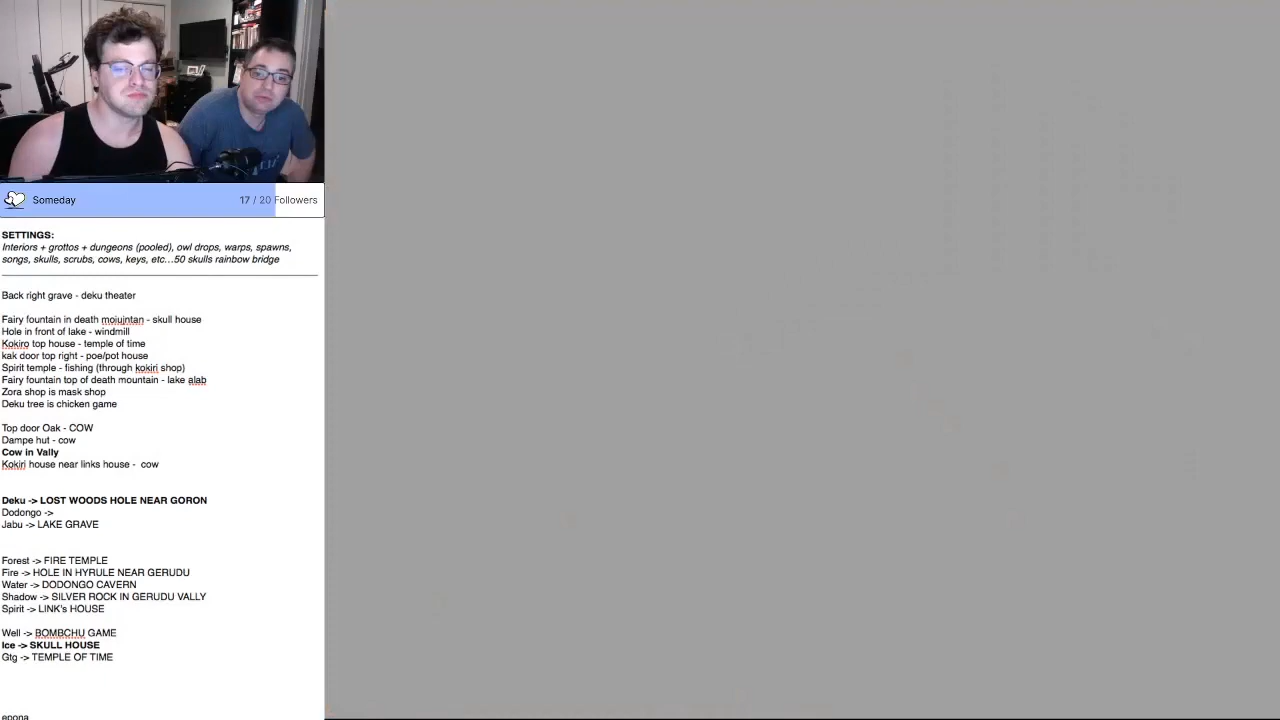 Someday 17 / 20 Followers
SETTINGS:
Interiors + grottos + dungeons (pooled), owl drops, warps, spawns,
songs, skulls, scrubs, cows, keys, etc...50 skulls rainbow bridge
Back right grave - deku theater
Fairy fountain in death moiujntan - skull house
Hole in front of lake - windmill
Kokiro top house - temple of time
kak door top right - poe/pot house
Spirit temple - fishing (through kokiri shop)
Fairy fountain top of death mountain - lake alab
Zora shop is mask shop
Deku tree is chicken game
Top door Oak - COW
Dampe hut - cow
Cow in Vally
Kokiri house near links house -  cow
Deku -> LOST WOODS HOLE NEAR GORON
Dodongo ->
Jabu -> LAKE GRAVE
Forest -> FIRE TEMPLE
Fire -> HOLE IN HYRULE NEAR GERUDU
Water -> DODONGO CAVERN
Shadow -> SILVER ROCK IN GERUDU VALLY
Spirit -> LINK's HOUSE
Well -> BOMBCHU GAME
Ice -> SKULL HOUSE
Gtg -> TEMPLE OF TIME
epona